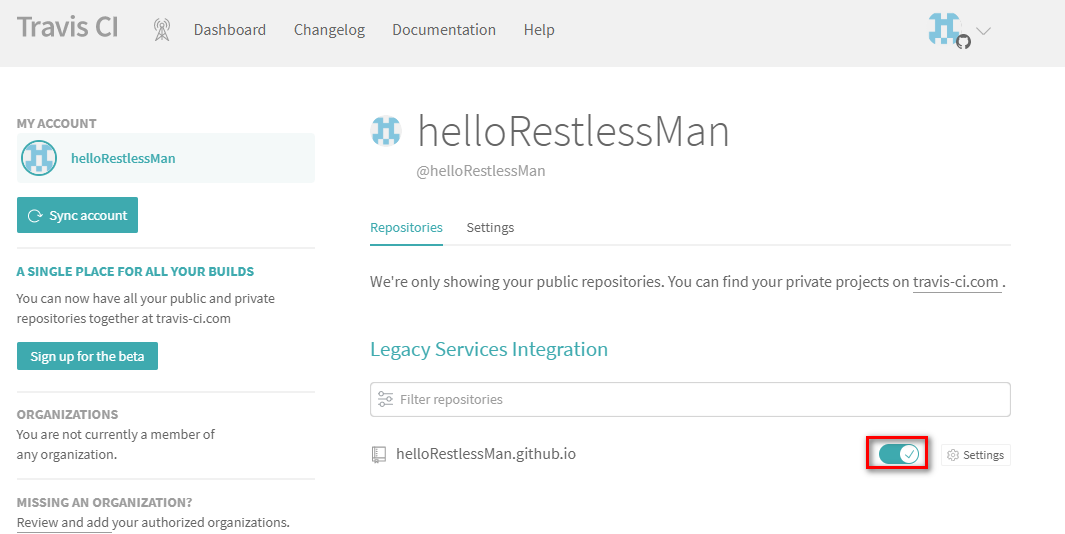 Travis CI
Dashboard
Changelog
Documentation
Help
MY ACCOUNT
helloRestlessMan
Sync account
A SINGLE PLACE FOR ALL YOUR BUILDS
You can now have all your public and private
repositories together at travis-ci.com
Sign up for the beta
ORGANIZATIONS
You are not currently a member of
any organization.
MISSING AN ORGANIZATION?
Review and add your authorized organizations.
helloRestlessMan
@helloRestlessMan
Repositories
Settings
We're only showing your public repositories. You can find your private projects on travis-ci.com .
Legacy Services Integration
Filter repositories
helloRestlessMan.github.io
Settings